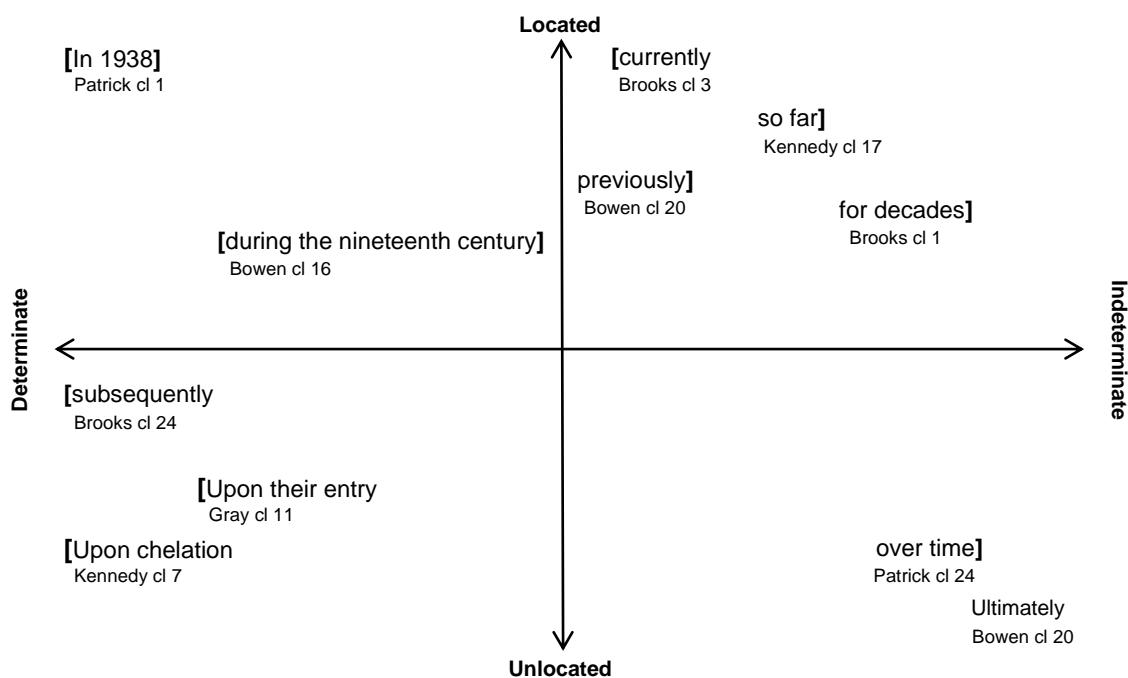 Located
[In 1938]
Patrick cl 1
[currently
Brooks cl 3
so far]
Kennedy cl 17
previously]
Bowen cl 20
for decades]
Brooks cl 1
[during the nineteenth century]
Bowen cl 16
Determinate
Indeterminate
[subsequently
Brooks cl 24
[Upon their entry
Gray cl 11
[Upon chelation
Kennedy cl 7
over time]
Patrick cl 24
Ultimately
Bowen cl 20
Unlocated